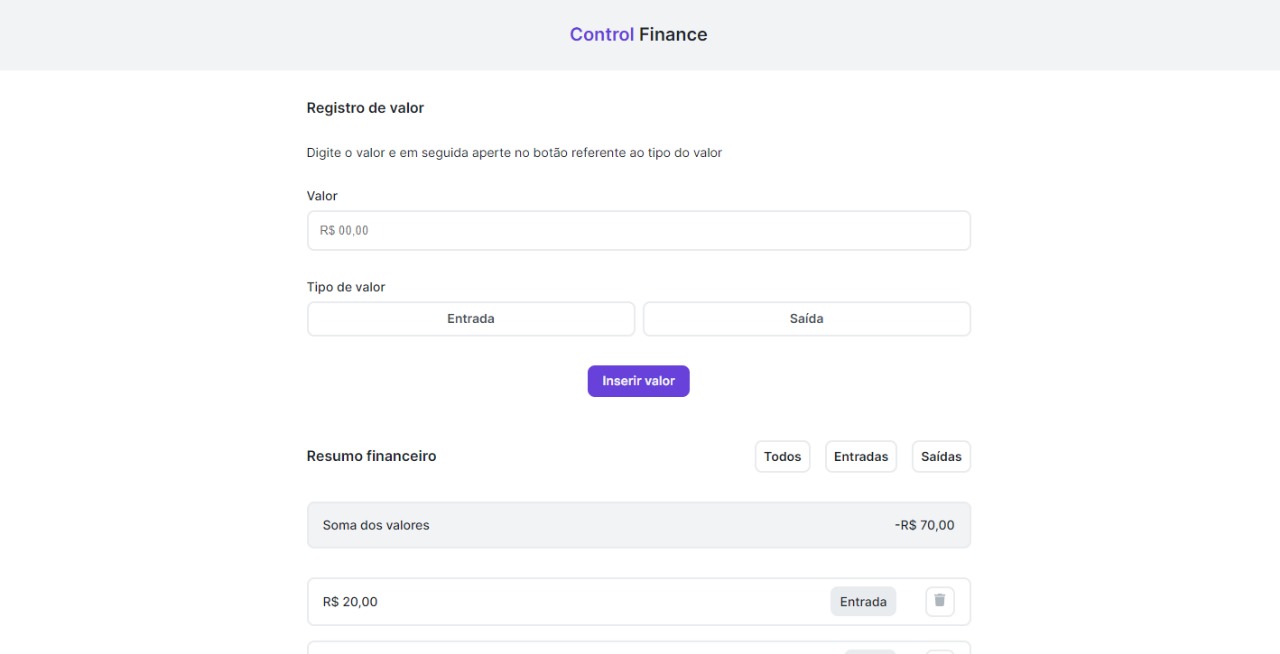 Control Finance
Registro de valor
Digite o valor e em seguida aperte no botão referente ao tipo do valor
Valor
R$ 00,00
Tipo de valor
Entrada Saída
Inserir valor
Resumo financeiro Todos Entradas Saídas
Soma dos valores -R$ 70,00
R$ 20,00 Entrada